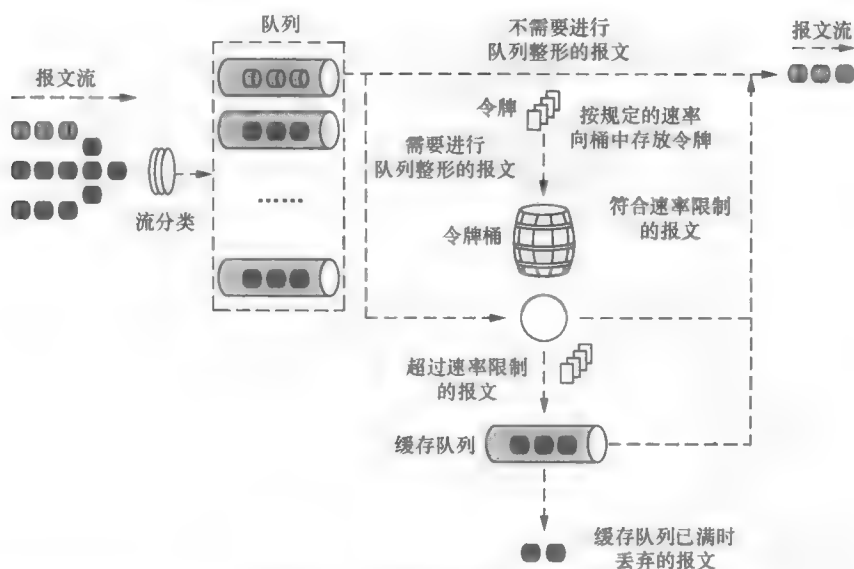 队列
不需要进行
队列整形的报文
报文流
报文流
令牌
按规定的速率
向桶中存放令牌
需要进行
队列整形的报文
流分类
......
令牌桶
符合速率限制
的报文
超过速率限制
的报文
缓存队列
缓存队列已满时
丢弃的报文